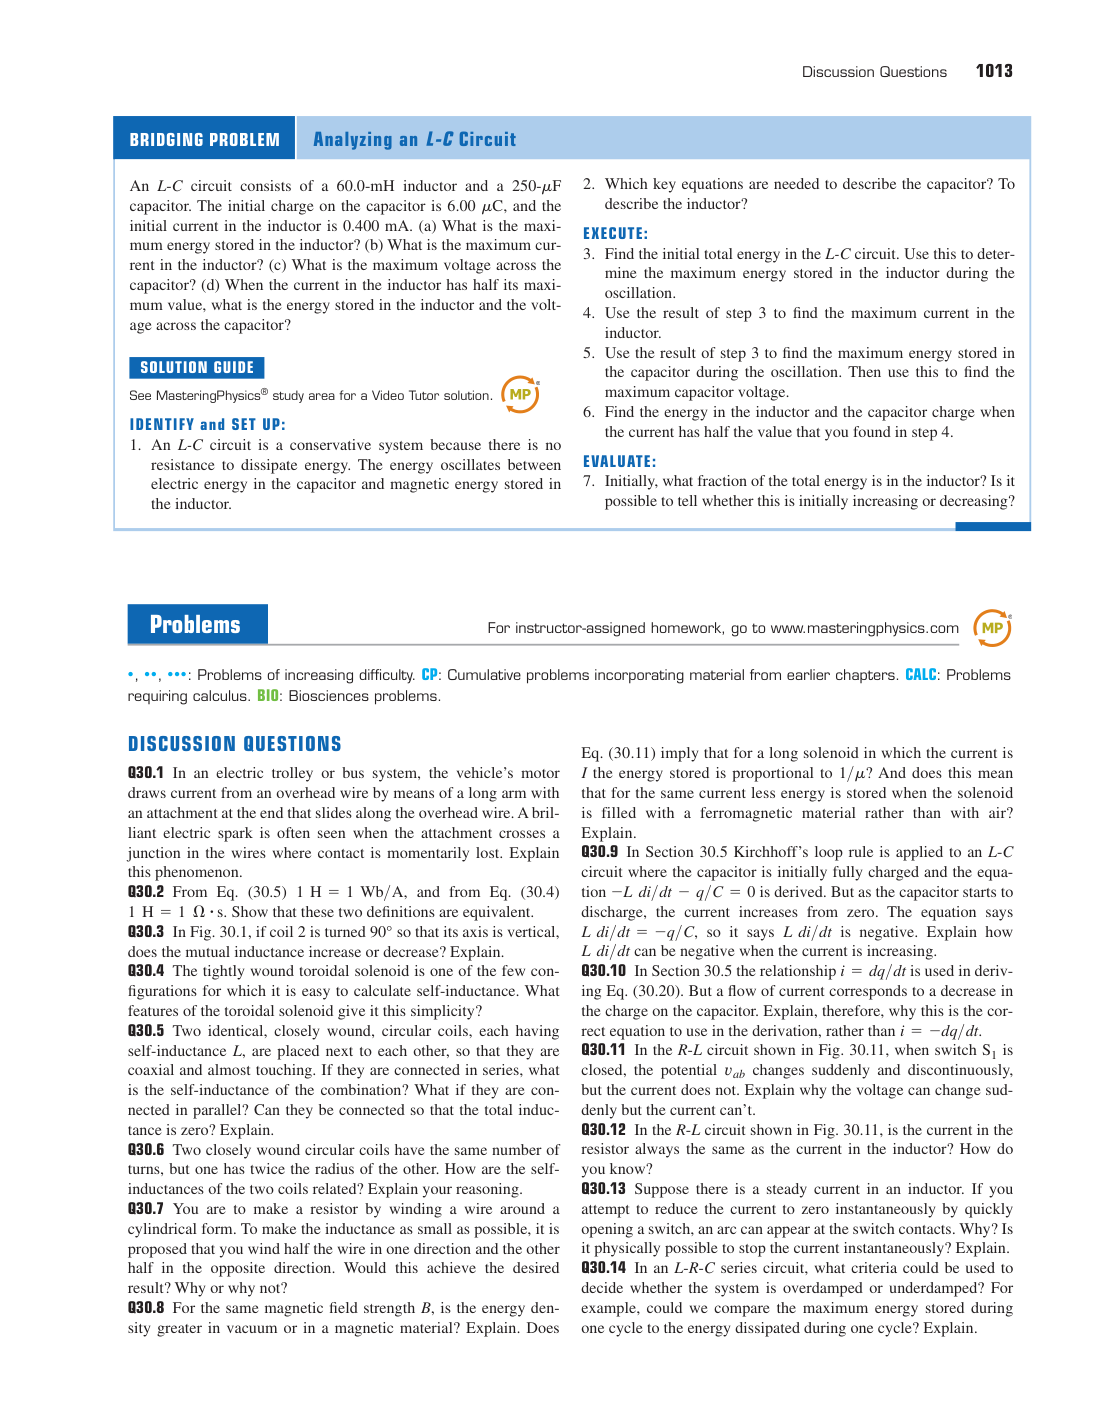 Discussion Questions 1013
BRIDGING PROBLEM Analyzing an L-C Circuit
An L-C circuit consists of a 60.0-mH inductor and a 250-μF
capacitor. The initial charge on the capacitor is 6.00 μC, and the
initial current in the inductor is 0.400 mA. (a) What is the maxi-
mum energy stored in the inductor? (b) What is the maximum cur-
rent in the inductor? (c) What is the maximum voltage across the
capacitor? (d) When the current in the inductor has half its maxi-
mum value, what is the energy stored in the inductor and the volt-
age across the capacitor?
SOLUTION GUIDE
See MasteringPhysics® study area for a Video Tutor solution. MP®
IDENTIFY and SET UP:
1. An L-C circuit is a conservative system because there is no
resistance to dissipate energy. The energy oscillates between
electric energy in the capacitor and magnetic energy stored in
the inductor.
2. Which key equations are needed to describe the capacitor? To
describe the inductor?
EXECUTE:
3. Find the initial total energy in the L-C circuit. Use this to deter-
mine the maximum energy stored in the inductor during the
oscillation.
4. Use the result of step 3 to find the maximum current in the
inductor.
5. Use the result of step 3 to find the maximum energy stored in
the capacitor during the oscillation. Then use this to find the
maximum capacitor voltage.
6. Find the energy in the inductor and the capacitor charge when
the current has half the value that you found in step 4.
EVALUATE:
7. Initially, what fraction of the total energy is in the inductor? Is it
possible to tell whether this is initially increasing or decreasing?
Problems For instructor-assigned homework, go to www.masteringphysics.com MP®
•, ••, •••: Problems of increasing difficulty. CP: Cumulative problems incorporating material from earlier chapters. CALC: Problems
requiring calculus. BIO: Biosciences problems.
DISCUSSION QUESTIONS
Q30.1 In an electric trolley or bus system, the vehicle's motor
draws current from an overhead wire by means of a long arm with
an attachment at the end that slides along the overhead wire. A bril-
liant electric spark is often seen when the attachment crosses a
junction in the wires where contact is momentarily lost. Explain
this phenomenon.
Q30.2 From Eq. (30.5) 1 H = 1 Wb/A, and from Eq. (30.4)
1 H = 1 Ω · s. Show that these two definitions are equivalent.
Q30.3 In Fig. 30.1, if coil 2 is turned 90° so that its axis is vertical,
does the mutual inductance increase or decrease? Explain.
Q30.4 The tightly wound toroidal solenoid is one of the few con-
figurations for which it is easy to calculate self-inductance. What
features of the toroidal solenoid give it this simplicity?
Q30.5 Two identical, closely wound, circular coils, each having
self-inductance L, are placed next to each other, so that they are
coaxial and almost touching. If they are connected in series, what
is the self-inductance of the combination? What if they are con-
nected in parallel? Can they be connected so that the total induc-
tance is zero? Explain.
Q30.6 Two closely wound circular coils have the same number of
turns, but one has twice the radius of the other. How are the self-
inductances of the two coils related? Explain your reasoning.
Q30.7 You are to make a resistor by winding a wire around a
cylindrical form. To make the inductance as small as possible, it is
proposed that you wind half the wire in one direction and the other
half in the opposite direction. Would this achieve the desired
result? Why or why not?
Q30.8 For the same magnetic field strength B, is the energy den-
sity greater in vacuum or in a magnetic material? Explain. Does
Eq. (30.11) imply that for a long solenoid in which the current is
I the energy stored is proportional to 1/μ? And does this mean
that for the same current less energy is stored when the solenoid
is filled with a ferromagnetic material rather than with air?
Explain.
Q30.9 In Section 30.5 Kirchhoff's loop rule is applied to an L-C
circuit where the capacitor is initially fully charged and the equa-
tion −L di/dt − q/C = 0 is derived. But as the capacitor starts to
discharge, the current increases from zero. The equation says
L di/dt = −q/C, so it says L di/dt is negative. Explain how
L di/dt can be negative when the current is increasing.
Q30.10 In Section 30.5 the relationship i = dq/dt is used in deriv-
ing Eq. (30.20). But a flow of current corresponds to a decrease in
the charge on the capacitor. Explain, therefore, why this is the cor-
rect equation to use in the derivation, rather than i = −dq/dt.
Q30.11 In the R-L circuit shown in Fig. 30.11, when switch S₁ is
closed, the potential v_ab changes suddenly and discontinuously,
but the current does not. Explain why the voltage can change sud-
denly but the current can't.
Q30.12 In the R-L circuit shown in Fig. 30.11, is the current in the
resistor always the same as the current in the inductor? How do
you know?
Q30.13 Suppose there is a steady current in an inductor. If you
attempt to reduce the current to zero instantaneously by quickly
opening a switch, an arc can appear at the switch contacts. Why? Is
it physically possible to stop the current instantaneously? Explain.
Q30.14 In an L-R-C series circuit, what criteria could be used to
decide whether the system is overdamped or underdamped? For
example, could we compare the maximum energy stored during
one cycle to the energy dissipated during one cycle? Explain.